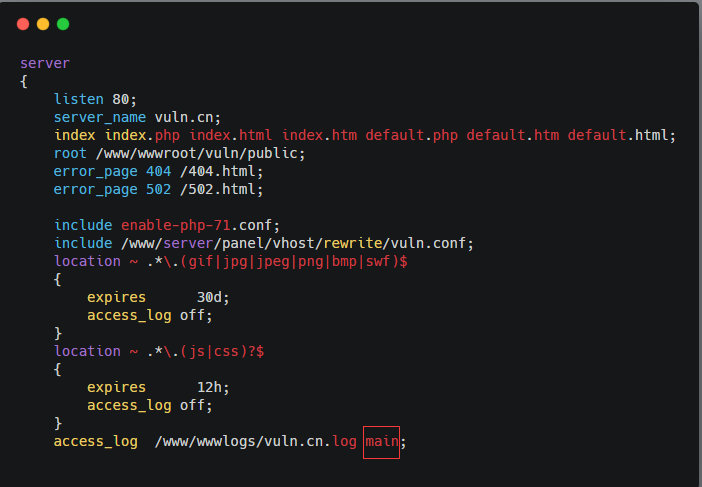 server
{
    listen 80;
    server_name vuln.cn;
    index index.php index.html index.htm default.php default.htm default.html;
    root /www/wwwroot/vuln/public;
    error_page 404 /404.html;
    error_page 502 /502.html;

    include enable-php-71.conf;
    include /www/server/panel/vhost/rewrite/vuln.conf;
    location ~ .*\.(gif|jpg|jpeg|png|bmp|swf)$
    {
        expires      30d;
        access_log off;
    }
    location ~ .*\.(js|css)?$
    {
        expires      12h;
        access_log off;
    }
    access_log  /www/wwwlogs/vuln.cn.log main;